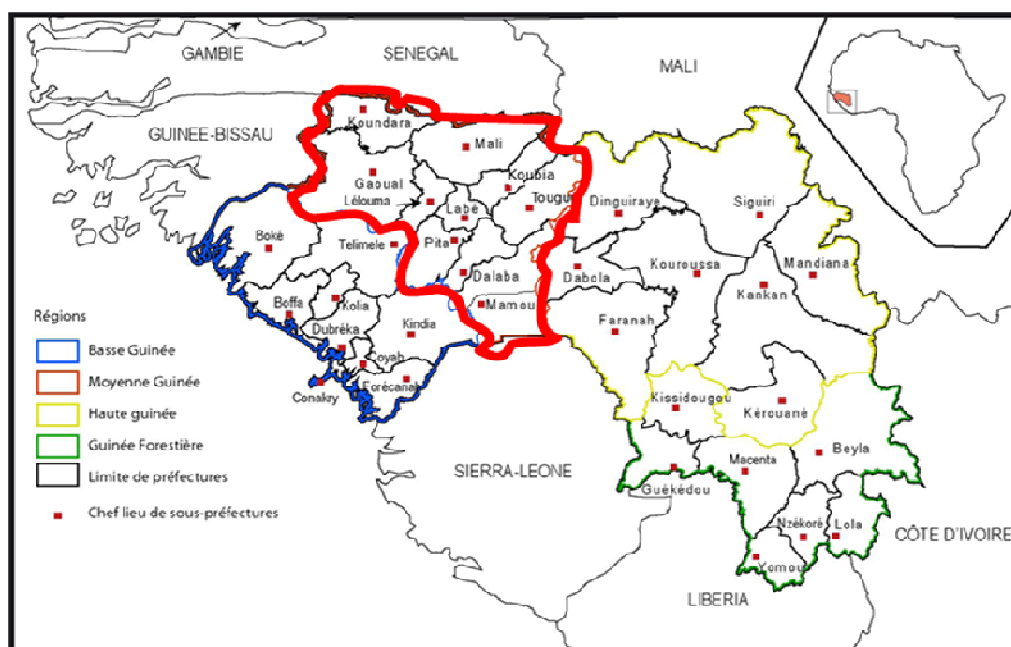 GAMBIE
SENEGAL
MALI
GUINEE-BISSAU
Koundara
Mali
Gaoual
Koubia
Lélouma
Labé
Tougu
Dinguiraye
Siguiri
Boké
Telimele
Pita
Dalaba
Dabola
Kouroussa
Mandiana
Kankan
Boffa
Kolia
Mamou
Dubréka
Kindia
Faranah
Coyah
Conakry
Forécariah
Kissidougou
Kérouané
Régions
Basse Guinée
Moyenne Guinée
Haute guinée
Guinée Forestière
Limite de préfectures
Chef lieu de sous-préfectures
SIERRA-LEONE
Guékédou
Macenta
Beyla
Nzékoré
Lola
Yomou
CÔTE D'IVOIRE
LIBERIA